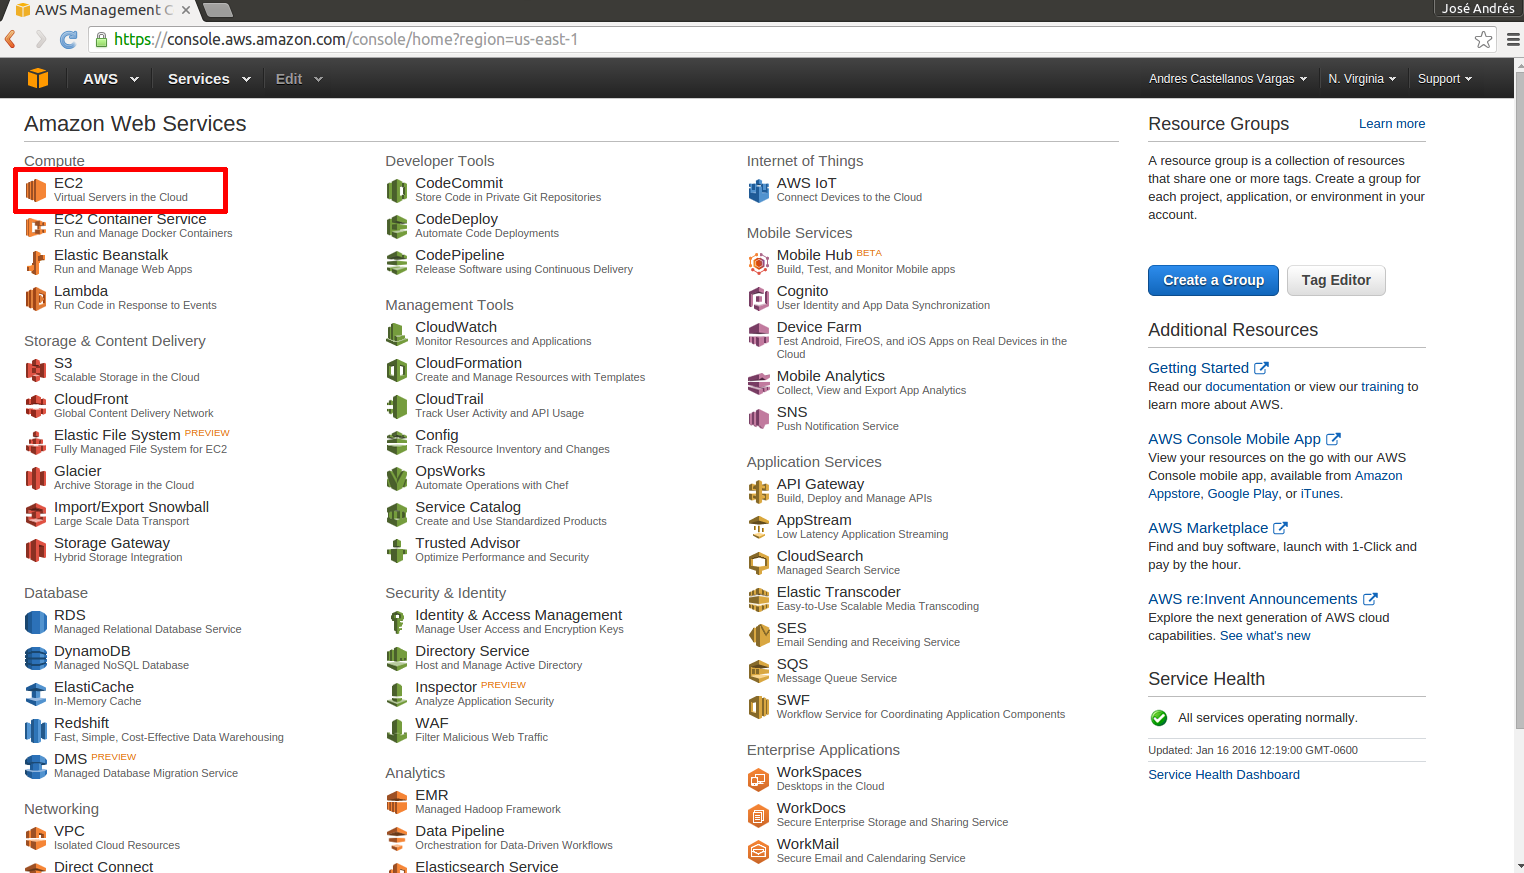 AWS Management C
José Andrés
https://console.aws.amazon.com/console/home?region=us-east-1
AWS
Services
Edit
Andres Castellanos Vargas
N. Virginia
Support
Amazon Web Services
Compute
EC2
Virtual Servers in the Cloud
EC2 Container Service
Run and Manage Docker Containers
Elastic Beanstalk
Run and Manage Web Apps
Lambda
Run Code in Response to Events
Storage & Content Delivery
S3
Scalable Storage in the Cloud
CloudFront
Global Content Delivery Network
Elastic File System PREVIEW
Fully Managed File System for EC2
Glacier
Archive Storage in the Cloud
Import/Export Snowball
Large Scale Data Transport
Storage Gateway
Hybrid Storage Integration
Database
RDS
Managed Relational Database Service
DynamoDB
Managed NoSQL Database
ElastiCache
In-Memory Cache
Redshift
Fast, Simple, Cost-Effective Data Warehousing
DMS PREVIEW
Managed Database Migration Service
Networking
VPC
Isolated Cloud Resources
Direct Connect
Developer Tools
CodeCommit
Store Code in Private Git Repositories
CodeDeploy
Automate Code Deployments
CodePipeline
Release Software using Continuous Delivery
Management Tools
CloudWatch
Monitor Resources and Applications
CloudFormation
Create and Manage Resources with Templates
CloudTrail
Track User Activity and API Usage
Config
Track Resource Inventory and Changes
OpsWorks
Automate Operations with Chef
Service Catalog
Create and Use Standardized Products
Trusted Advisor
Optimize Performance and Security
Security & Identity
Identity & Access Management
Manage User Access and Encryption Keys
Directory Service
Host and Manage Active Directory
Inspector PREVIEW
Analyze Application Security
WAF
Filter Malicious Web Traffic
Analytics
EMR
Managed Hadoop Framework
Data Pipeline
Orchestration for Data-Driven Workflows
Elasticsearch Service
Internet of Things
AWS IoT
Connect Devices to the Cloud
Mobile Services
Mobile Hub BETA
Build, Test, and Monitor Mobile apps
Cognito
User Identity and App Data Synchronization
Device Farm
Test Android, FireOS, and iOS Apps on Real Devices in the
Cloud
Mobile Analytics
Collect, View and Export App Analytics
SNS
Push Notification Service
Application Services
API Gateway
Build, Deploy and Manage APIs
AppStream
Low Latency Application Streaming
CloudSearch
Managed Search Service
Elastic Transcoder
Easy-to-Use Scalable Media Transcoding
SES
Email Sending and Receiving Service
SQS
Message Queue Service
SWF
Workflow Service for Coordinating Application Components
Enterprise Applications
WorkSpaces
Desktops in the Cloud
WorkDocs
Secure Enterprise Storage and Sharing Service
WorkMail
Secure Email and Calendaring Service
Resource Groups
Learn more
A resource group is a collection of resources
that share one or more tags. Create a group for
each project, application, or environment in your
account.
Create a Group
Tag Editor
Additional Resources
Getting Started
Read our documentation or view our training to
learn more about AWS.
AWS Console Mobile App
View your resources on the go with our AWS
Console mobile app, available from Amazon
Appstore, Google Play, or iTunes.
AWS Marketplace
Find and buy software, launch with 1-Click and
pay by the hour.
AWS re:Invent Announcements
Explore the next generation of AWS cloud
capabilities. See what's new
Service Health
All services operating normally.
Updated: Jan 16 2016 12:19:00 GMT-0600
Service Health Dashboard